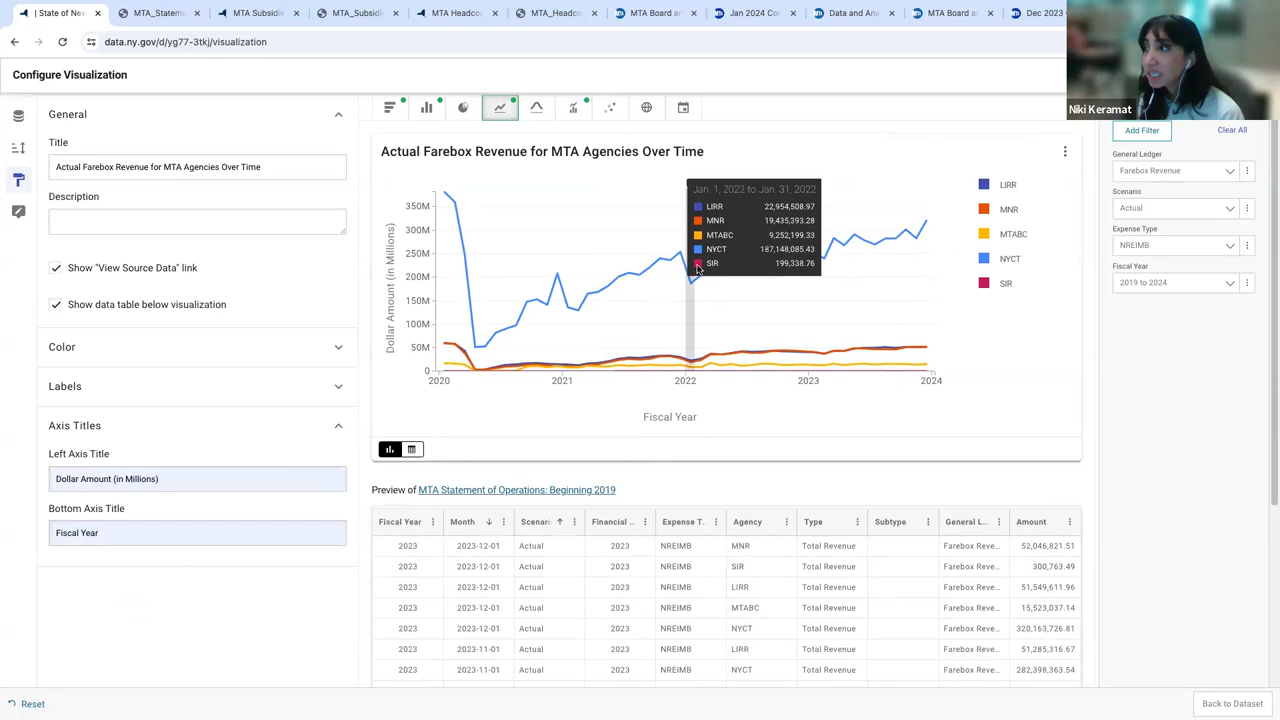 | State of New
MTA_Statem
MTA Subsidi
MTA_Subsidi
MTA Headcou
MTA_Headco
MTA Board an
Jan 2024 Co
Data and Ana
MTA Board an
Dec 2023
data.ny.gov/d/yg77-3tkj/visualization
Niki Keramat
Configure Visualization
General
Title
Actual Farebox Revenue for MTA Agencies Over Time
Description
Show "View Source Data" link
Show data table below visualization
Color
Labels
Axis Titles
Left Axis Title
Dollar Amount (in Millions)
Bottom Axis Title
Fiscal Year
Reset
Actual Farebox Revenue for MTA Agencies Over Time
Dollar Amount (in Millions)
350M
300M
250M
200M
150M
100M
50M
0
2020 2021 2022 2023 2024
Fiscal Year
Jan. 1, 2022 to Jan. 31, 2022
LIRR 22,954,508.97
MNR 19,435,393.28
MTABC 9,252,199.33
NYCT 187,148,085.43
SIR 199,338.76
LIRR
MNR
MTABC
NYCT
SIR
Preview of MTA Statement of Operations: Beginning 2019
Fiscal Year Month Scenari Financial ... Expense T. Agency Type Subtype General L... Amount
2023 2023-12-01 Actual 2023 NREIMB MNR Total Revenue Farebox Reve... 52,046,821.51
2023 2023-12-01 Actual 2023 NREIMB SIR Total Revenue Farebox Reve... 300,763.49
2023 2023-12-01 Actual 2023 NREIMB LIRR Total Revenue Farebox Reve... 51,549,611.96
2023 2023-12-01 Actual 2023 NREIMB MTABC Total Revenue Farebox Reve... 15,523,037.14
2023 2023-12-01 Actual 2023 NREIMB NYCT Total Revenue Farebox Reve... 320,163,726.81
2023 2023-11-01 Actual 2023 NREIMB LIRR Total Revenue Farebox Reve... 51,285,316.67
2023 2023-11-01 Actual 2023 NREIMB NYCT Total Revenue Farebox Reve... 282,398,363.54
Add Filter
Clear All
General Ledger
Farebox Revenue
Scenario
Actual
Expense Type
NREIMB
Fiscal Year
2019 to 2024
Back to Dataset